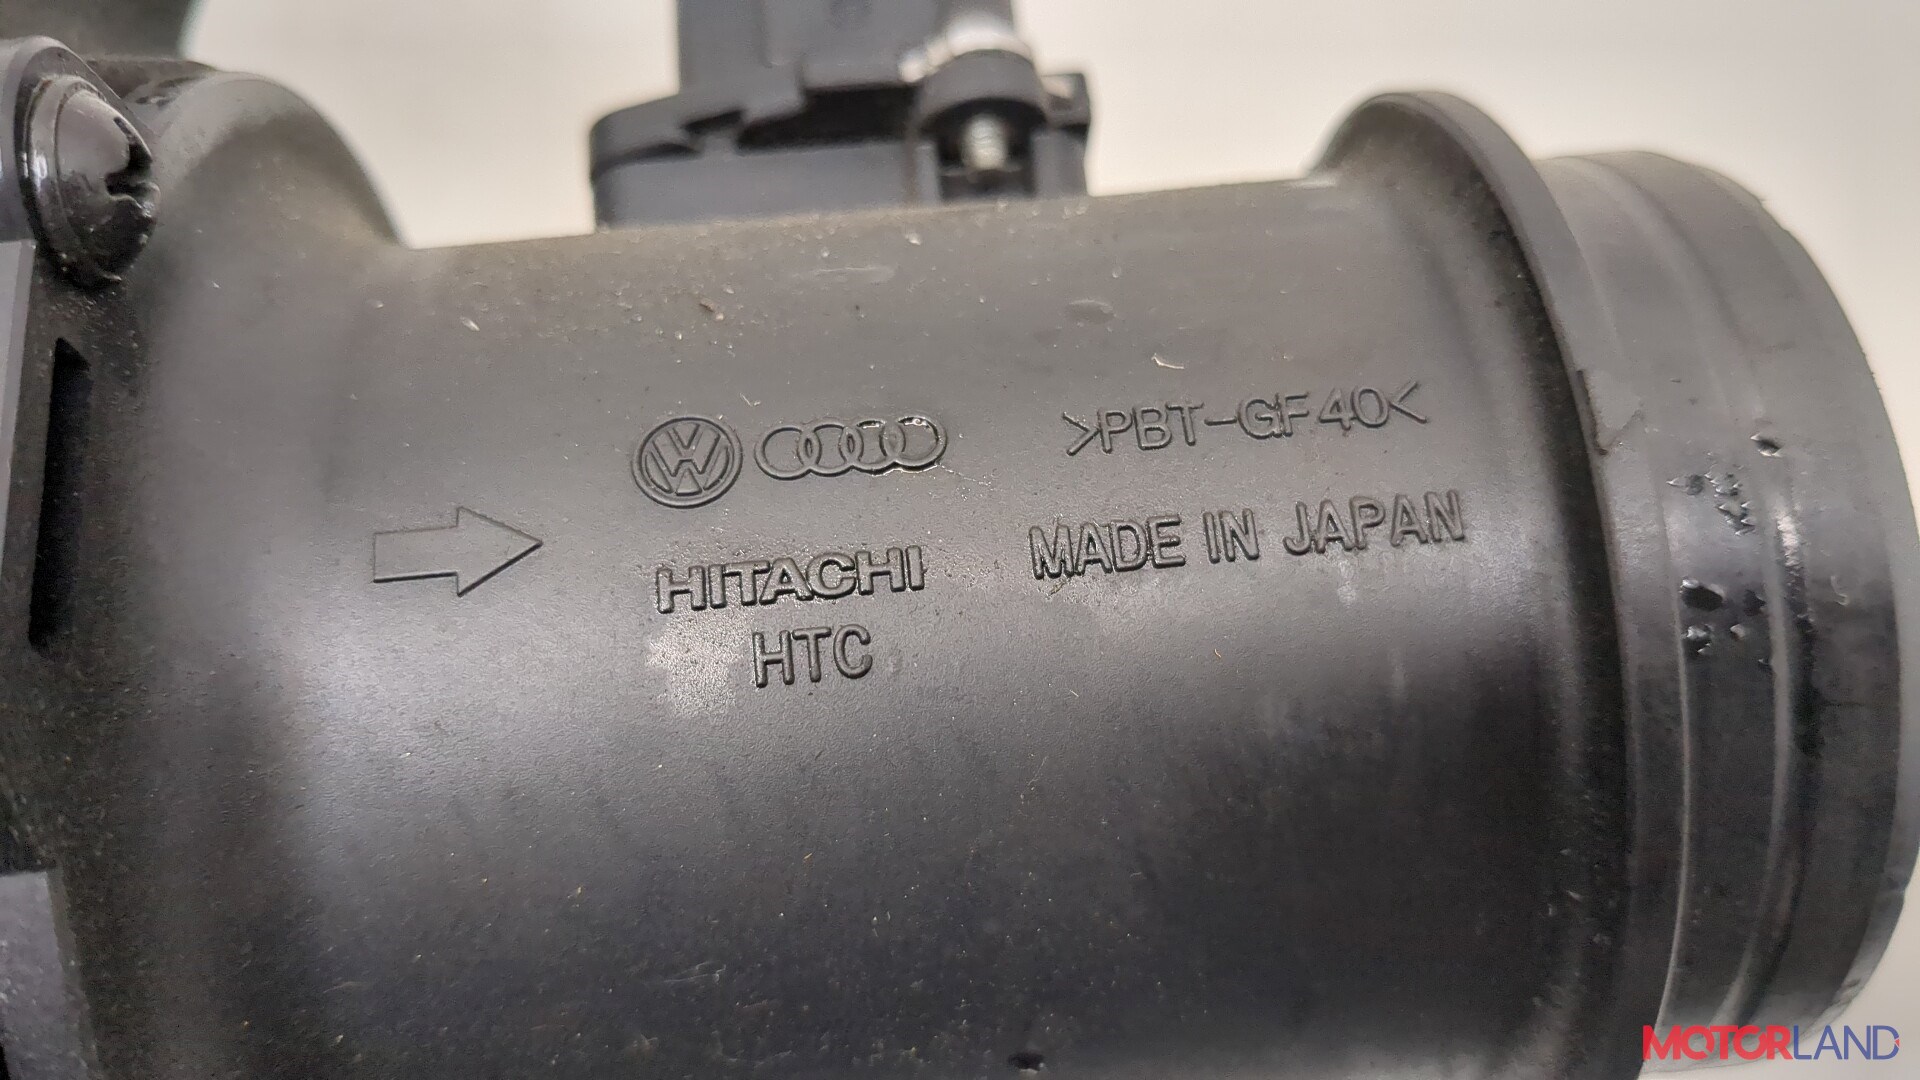 >PBT-GF40<
MADE IN JAPAN
HITACHI
HTC
MOTORLAND